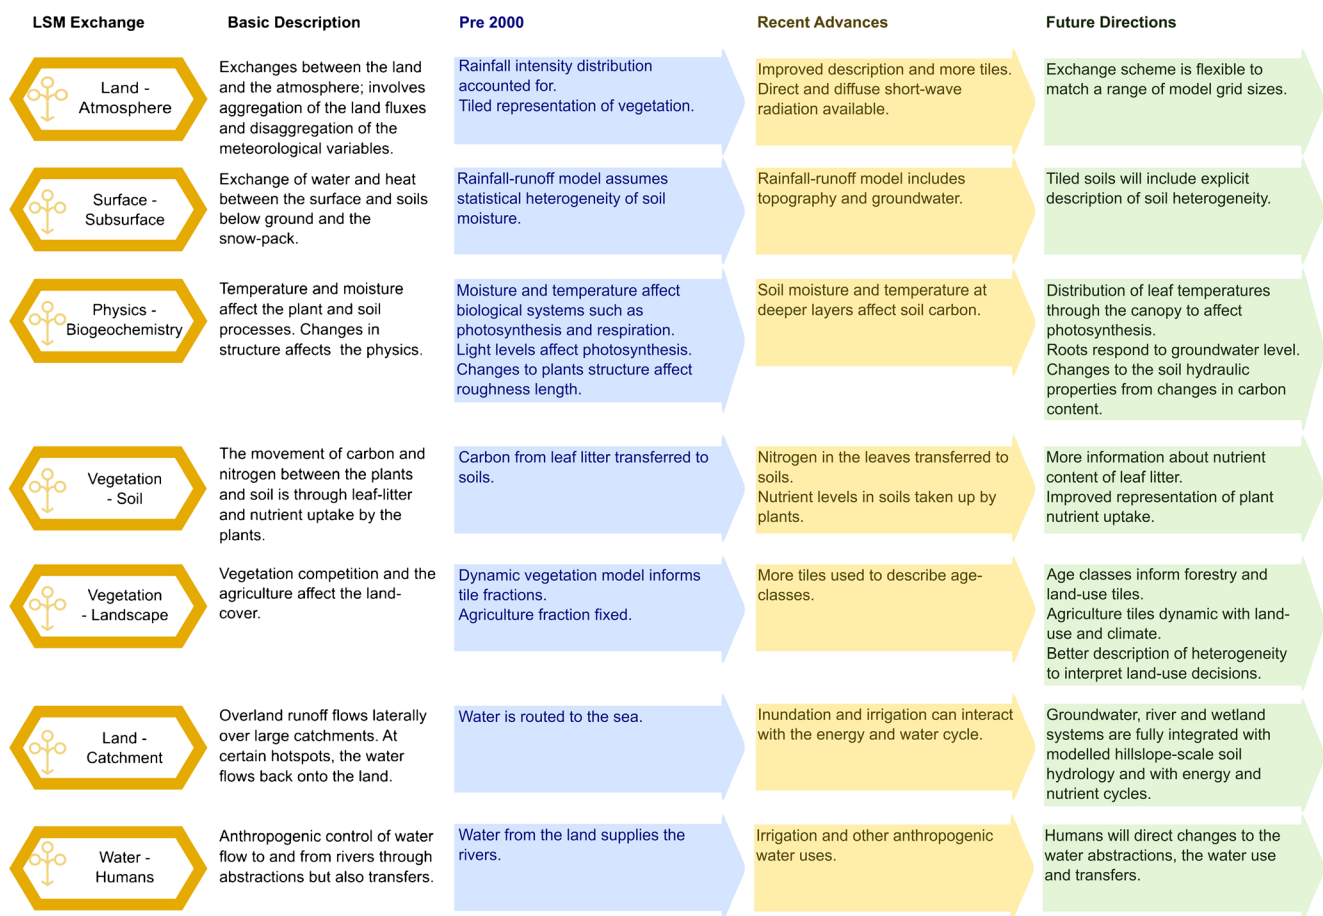 LSM Exchange
Basic Description
Pre 2000
Recent Advances
Future Directions
Land -
Atmosphere
Exchanges between the land
and the atmosphere; involves
aggregation of the land fluxes
and disaggregation of the
meteorological variables.
Rainfall intensity distribution
accounted for.
Tiled representation of vegetation.
Improved description and more tiles.
Direct and diffuse short-wave
radiation available.
Exchange scheme is flexible to
match a range of model grid sizes.
Surface -
Subsurface
Exchange of water and heat
between the surface and soils
below ground and the
snow-pack.
Rainfall-runoff model assumes
statistical heterogeneity of soil
moisture.
Rainfall-runoff model includes
topography and groundwater.
Tiled soils will include explicit
description of soil heterogeneity.
Physics -
Biogeochemistry
Temperature and moisture
affect the plant and soil
processes. Changes in
structure affects the physics.
Moisture and temperature affect
biological systems such as
photosynthesis and respiration.
Light levels affect photosynthesis.
Changes to plants structure affect
roughness length.
Soil moisture and temperature at
deeper layers affect soil carbon.
Distribution of leaf temperatures
through the canopy to affect
photosynthesis.
Roots respond to groundwater level.
Changes to the soil hydraulic
properties from changes in carbon
content.
Vegetation
- Soil
The movement of carbon and
nitrogen between the plants
and soil is through leaf-litter
and nutrient uptake by the
plants.
Carbon from leaf litter transferred to
soils.
Nitrogen in the leaves transferred to
soils.
Nutrient levels in soils taken up by
plants.
More information about nutrient
content of leaf litter.
Improved representation of plant
nutrient uptake.
Vegetation
- Landscape
Vegetation competition and the
agriculture affect the land-
cover.
Dynamic vegetation model informs
tile fractions.
Agriculture fraction fixed.
More tiles used to describe age-
classes.
Age classes inform forestry and
land-use tiles.
Agriculture tiles dynamic with land-
use and climate.
Better description of heterogeneity
to interpret land-use decisions.
Land -
Catchment
Overland runoff flows laterally
over large catchments. At
certain hotspots, the water
flows back onto the land.
Water is routed to the sea.
Inundation and irrigation can interact
with the energy and water cycle.
Groundwater, river and wetland
systems are fully integrated with
modelled hillslope-scale soil
hydrology and with energy and
nutrient cycles.
Water -
Humans
Anthropogenic control of water
flow to and from rivers through
abstractions but also transfers.
Water from the land supplies the
rivers.
Irrigation and other anthropogenic
water uses.
Humans will direct changes to the
water abstractions, the water use
and transfers.